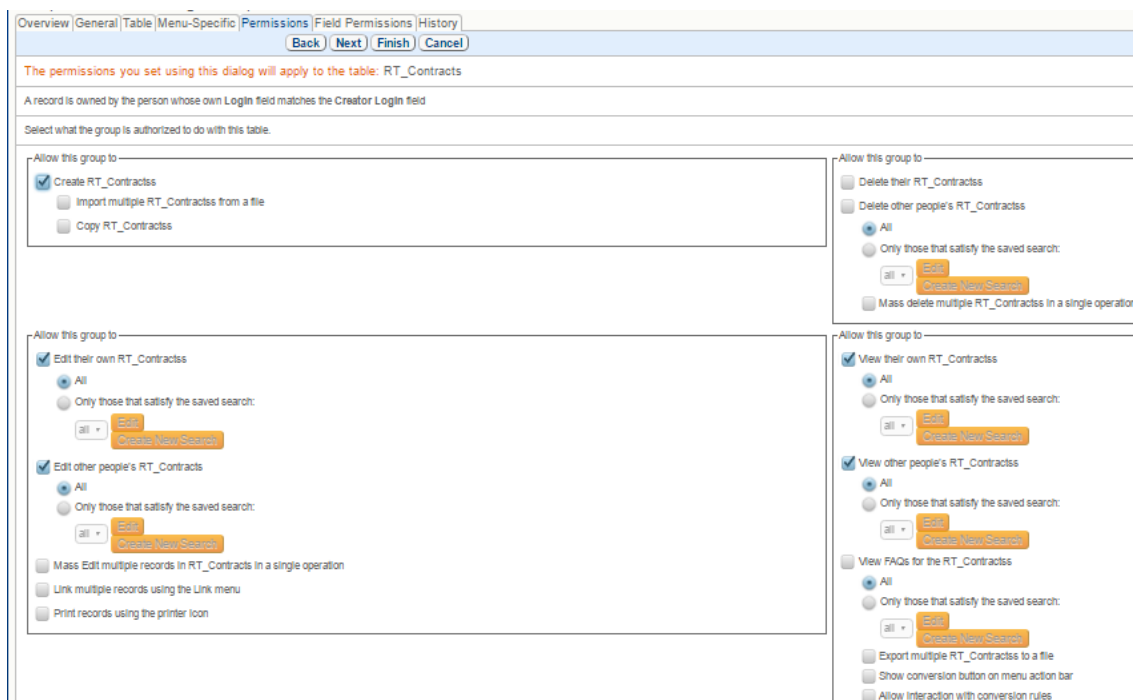 Overview General Table Menu-Specific Permissions Field Permissions History
Back Next Finish Cancel
The permissions you set using this dialog will apply to the table: RT_Contracts
A record is owned by the person whose own Login field matches the Creator Login field
Select what the group is authorized to do with this table.
Allow this group to
Create RT_Contractss
Import multiple RT_Contractss from a file
Copy RT_Contractss
Allow this group to
Delete their RT_Contractss
Delete other people's RT_Contractss
All
Only those that satisfy the saved search:
all Edit
Create New Search
Mass delete multiple RT_Contractss in a single operation
Allow this group to
Edit their own RT_Contractss
All
Only those that satisfy the saved search:
all Edit
Create New Search
Edit other people's RT_Contracts
All
Only those that satisfy the saved search:
all Edit
Create New Search
Mass Edit multiple records in RT_Contracts in a single operation
Link multiple records using the Link menu
Print records using the printer icon
Allow this group to
View their own RT_Contractss
All
Only those that satisfy the saved search:
all Edit
Create New Search
View other people's RT_Contractss
All
Only those that satisfy the saved search:
all Edit
Create New Search
View FAQs for the RT_Contractss
All
Only those that satisfy the saved search:
all Edit
Create New Search
Export multiple RT_Contractss to a file
Show conversion button on menu action bar
Allow interaction with conversion rules